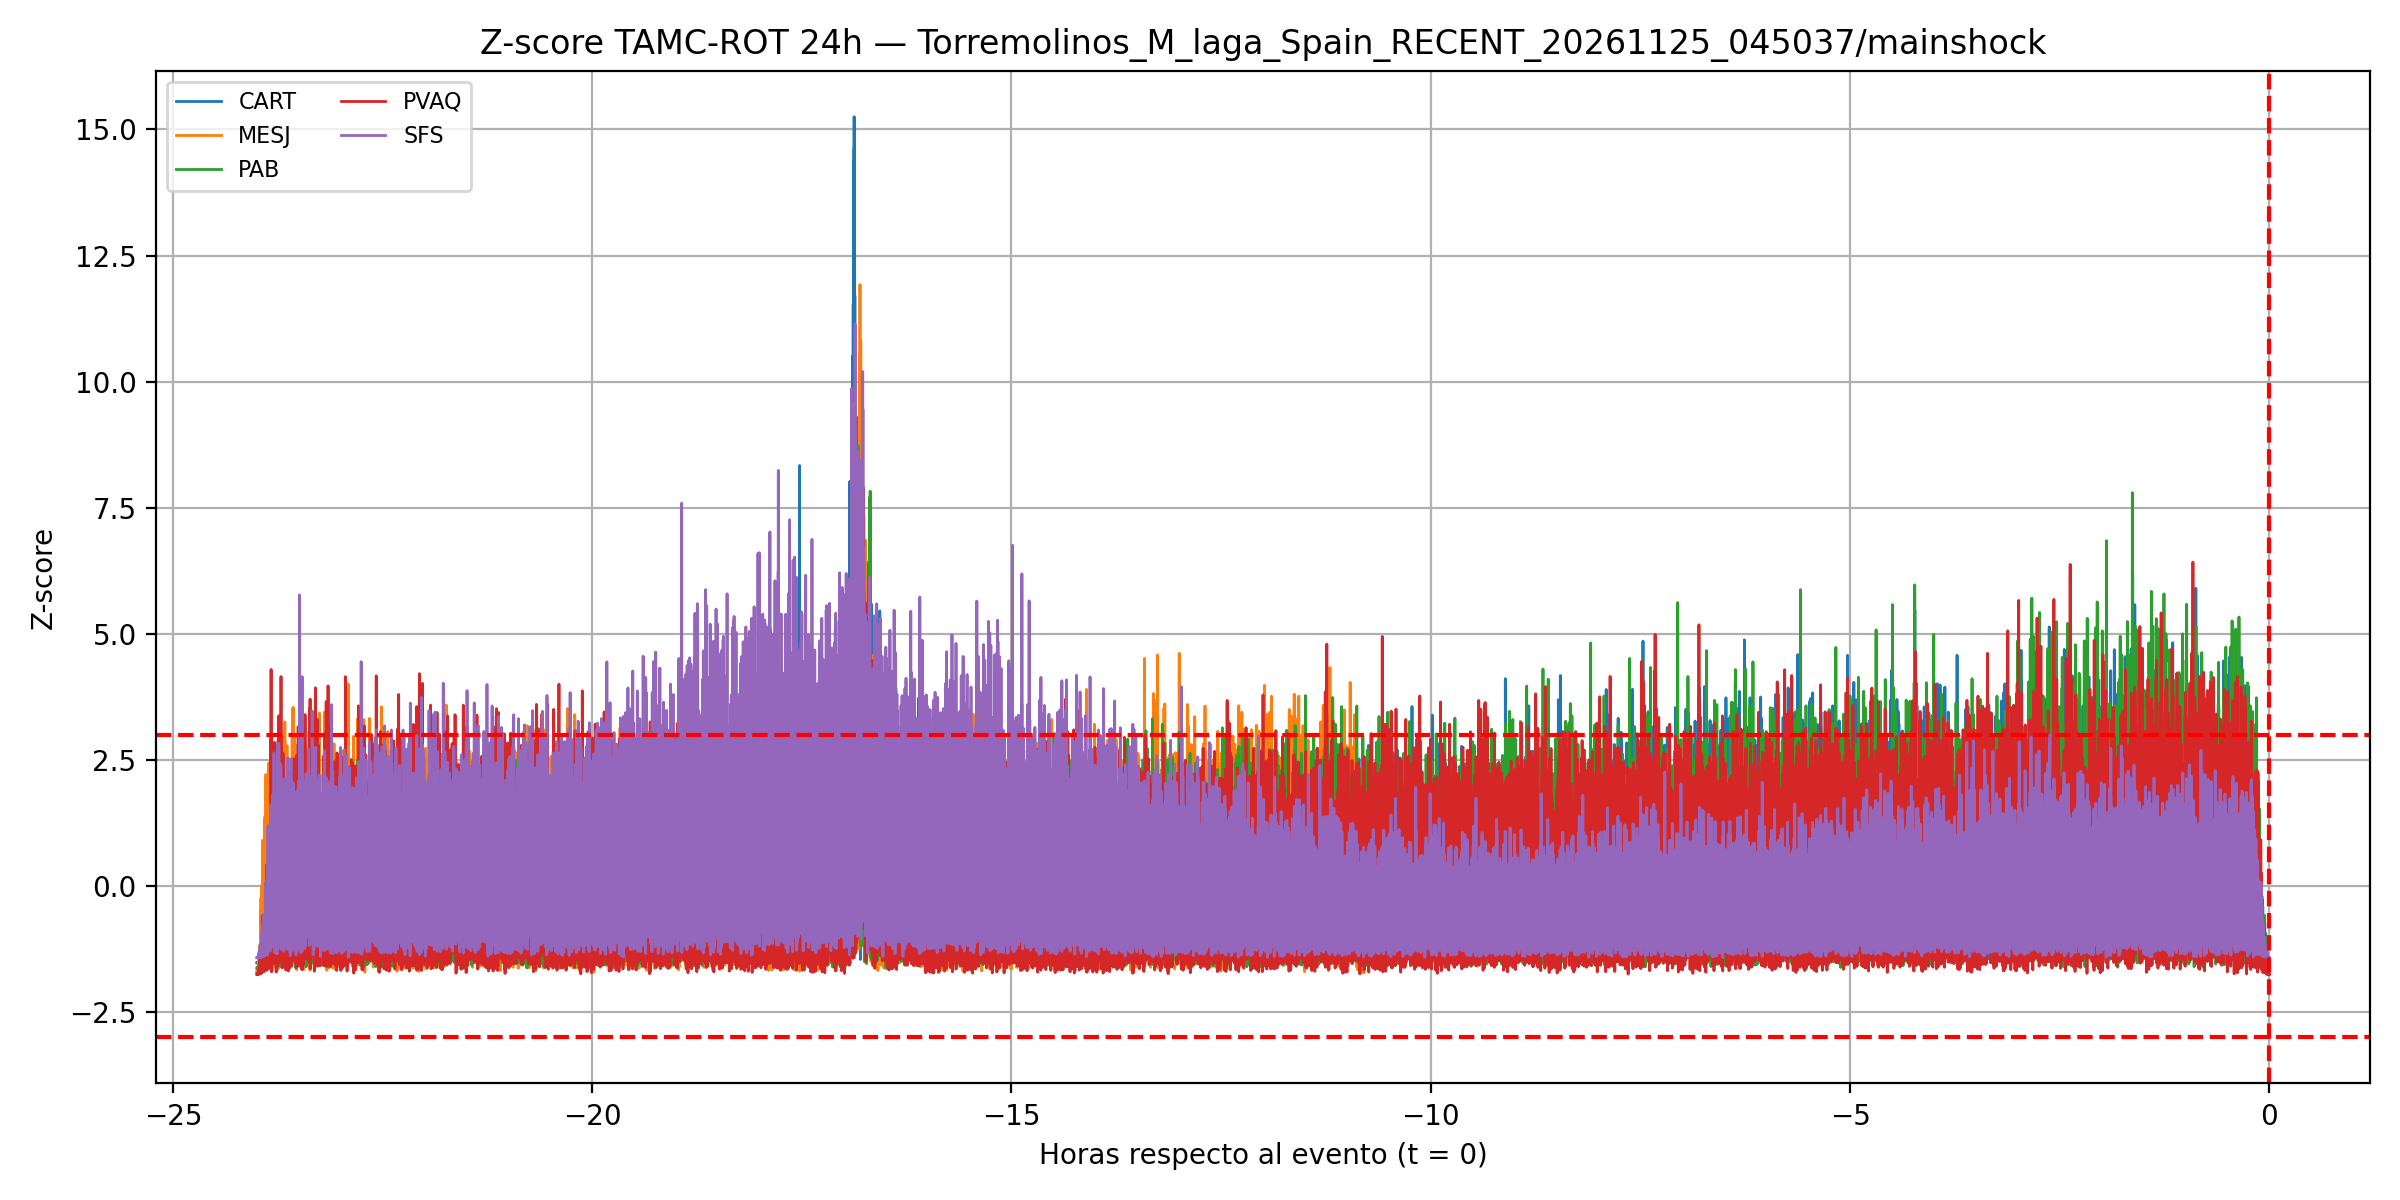 Z-score TAMC-ROT 24h — Torremolinos_M_laga_Spain_RECENT_20261125_045037/mainshock
CART
MESJ
PAB
PVAQ
SFS
15.0
12.5
10.0
7.5
5.0
2.5
0.0
−2.5
Z-score
−25
−20
−15
−10
−5
0
Horas respecto al evento (t = 0)